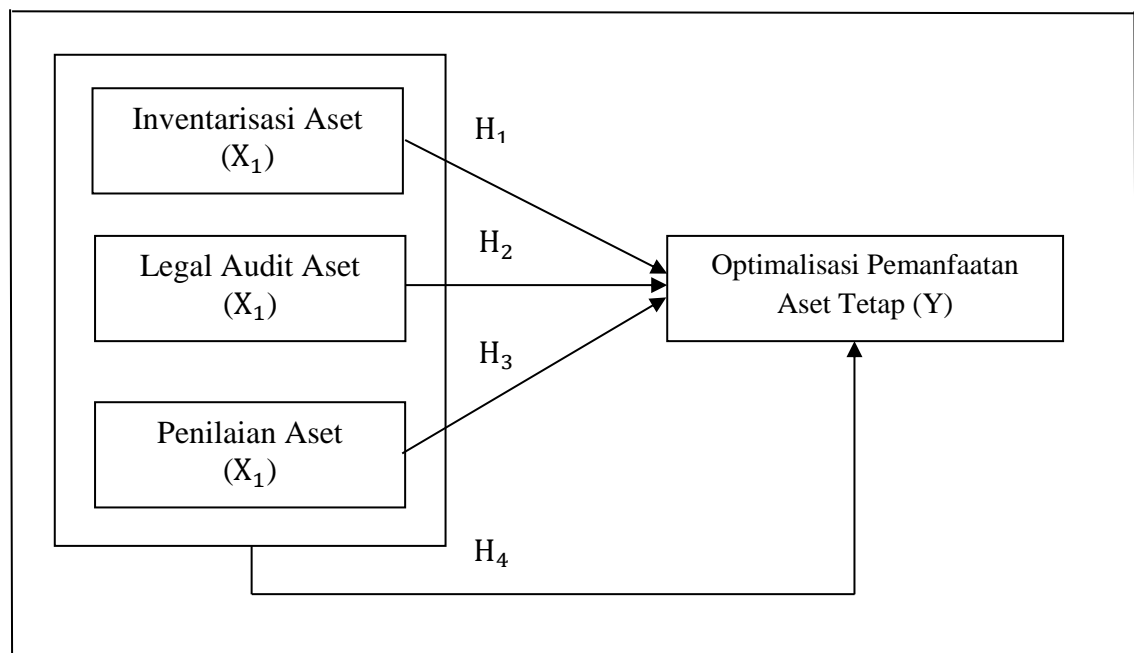 Inventarisasi Aset
(X₁)
H₁
Legal Audit Aset
(X₁)
H₂
Optimalisasi Pemanfaatan
Aset Tetap (Y)
H₃
Penilaian Aset
(X₁)
H₄